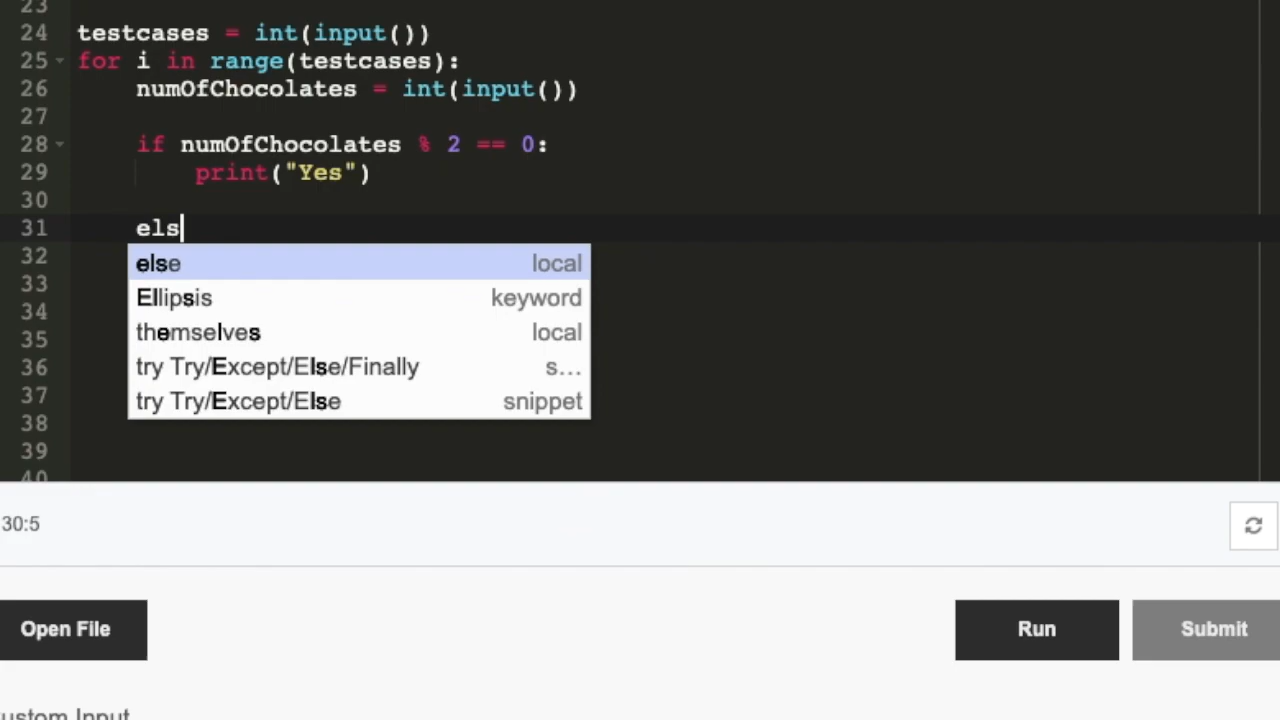 23
24 testcases = int(input())
25 for i in range(testcases):
26 numOfChocolates = int(input())
27
28 if numOfChocolates % 2 == 0:
29 print("Yes")
30
31 els
32 else local
33 Ellipsis keyword
34 themselves local
35
36 try Try/Except/Else/Finally s...
37 try Try/Except/Else snippet
38
39
40
30:5
Open File Run Submit
ustom Input